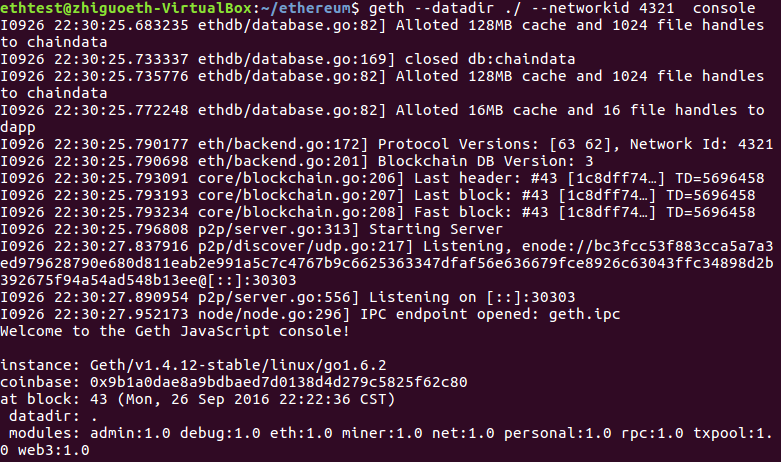 ethtest@zhiguoeth-VirtualBox:~/ethereum$ geth --datadir ./ --networkid 4321  console
I0926 22:30:25.683235 ethdb/database.go:82] Alloted 128MB cache and 1024 file handles
to chaindata
I0926 22:30:25.733337 ethdb/database.go:169] closed db:chaindata
I0926 22:30:25.735776 ethdb/database.go:82] Alloted 128MB cache and 1024 file handles
to chaindata
I0926 22:30:25.772248 ethdb/database.go:82] Alloted 16MB cache and 16 file handles to
dapp
I0926 22:30:25.790177 eth/backend.go:172] Protocol Versions: [63 62], Network Id: 4321
I0926 22:30:25.790698 eth/backend.go:201] Blockchain DB Version: 3
I0926 22:30:25.793091 core/blockchain.go:206] Last header: #43 [1c8dff74…] TD=5696458
I0926 22:30:25.793193 core/blockchain.go:207] Last block: #43 [1c8dff74…] TD=5696458
I0926 22:30:25.793234 core/blockchain.go:208] Fast block: #43 [1c8dff74…] TD=5696458
I0926 22:30:25.796808 p2p/server.go:313] Starting Server
I0926 22:30:27.837916 p2p/discover/udp.go:217] Listening, enode://bc3fcc53f883cca5a7a3
ed979628790e680d811eab2e991a5c7c4767b9c6625363347dfaf56e636679fce8926c63043ffc34898d2b
392675f94a54ad548b13ee@[::]:30303
I0926 22:30:27.890954 p2p/server.go:556] Listening on [::]:30303
I0926 22:30:27.952173 node/node.go:296] IPC endpoint opened: geth.ipc
Welcome to the Geth JavaScript console!

instance: Geth/v1.4.12-stable/linux/go1.6.2
coinbase: 0x9b1a0dae8a9bdbaed7d0138d4d279c5825f62c80
at block: 43 (Mon, 26 Sep 2016 22:22:36 CST)
 datadir: .
 modules: admin:1.0 debug:1.0 eth:1.0 miner:1.0 net:1.0 personal:1.0 rpc:1.0 txpool:1.
0 web3:1.0